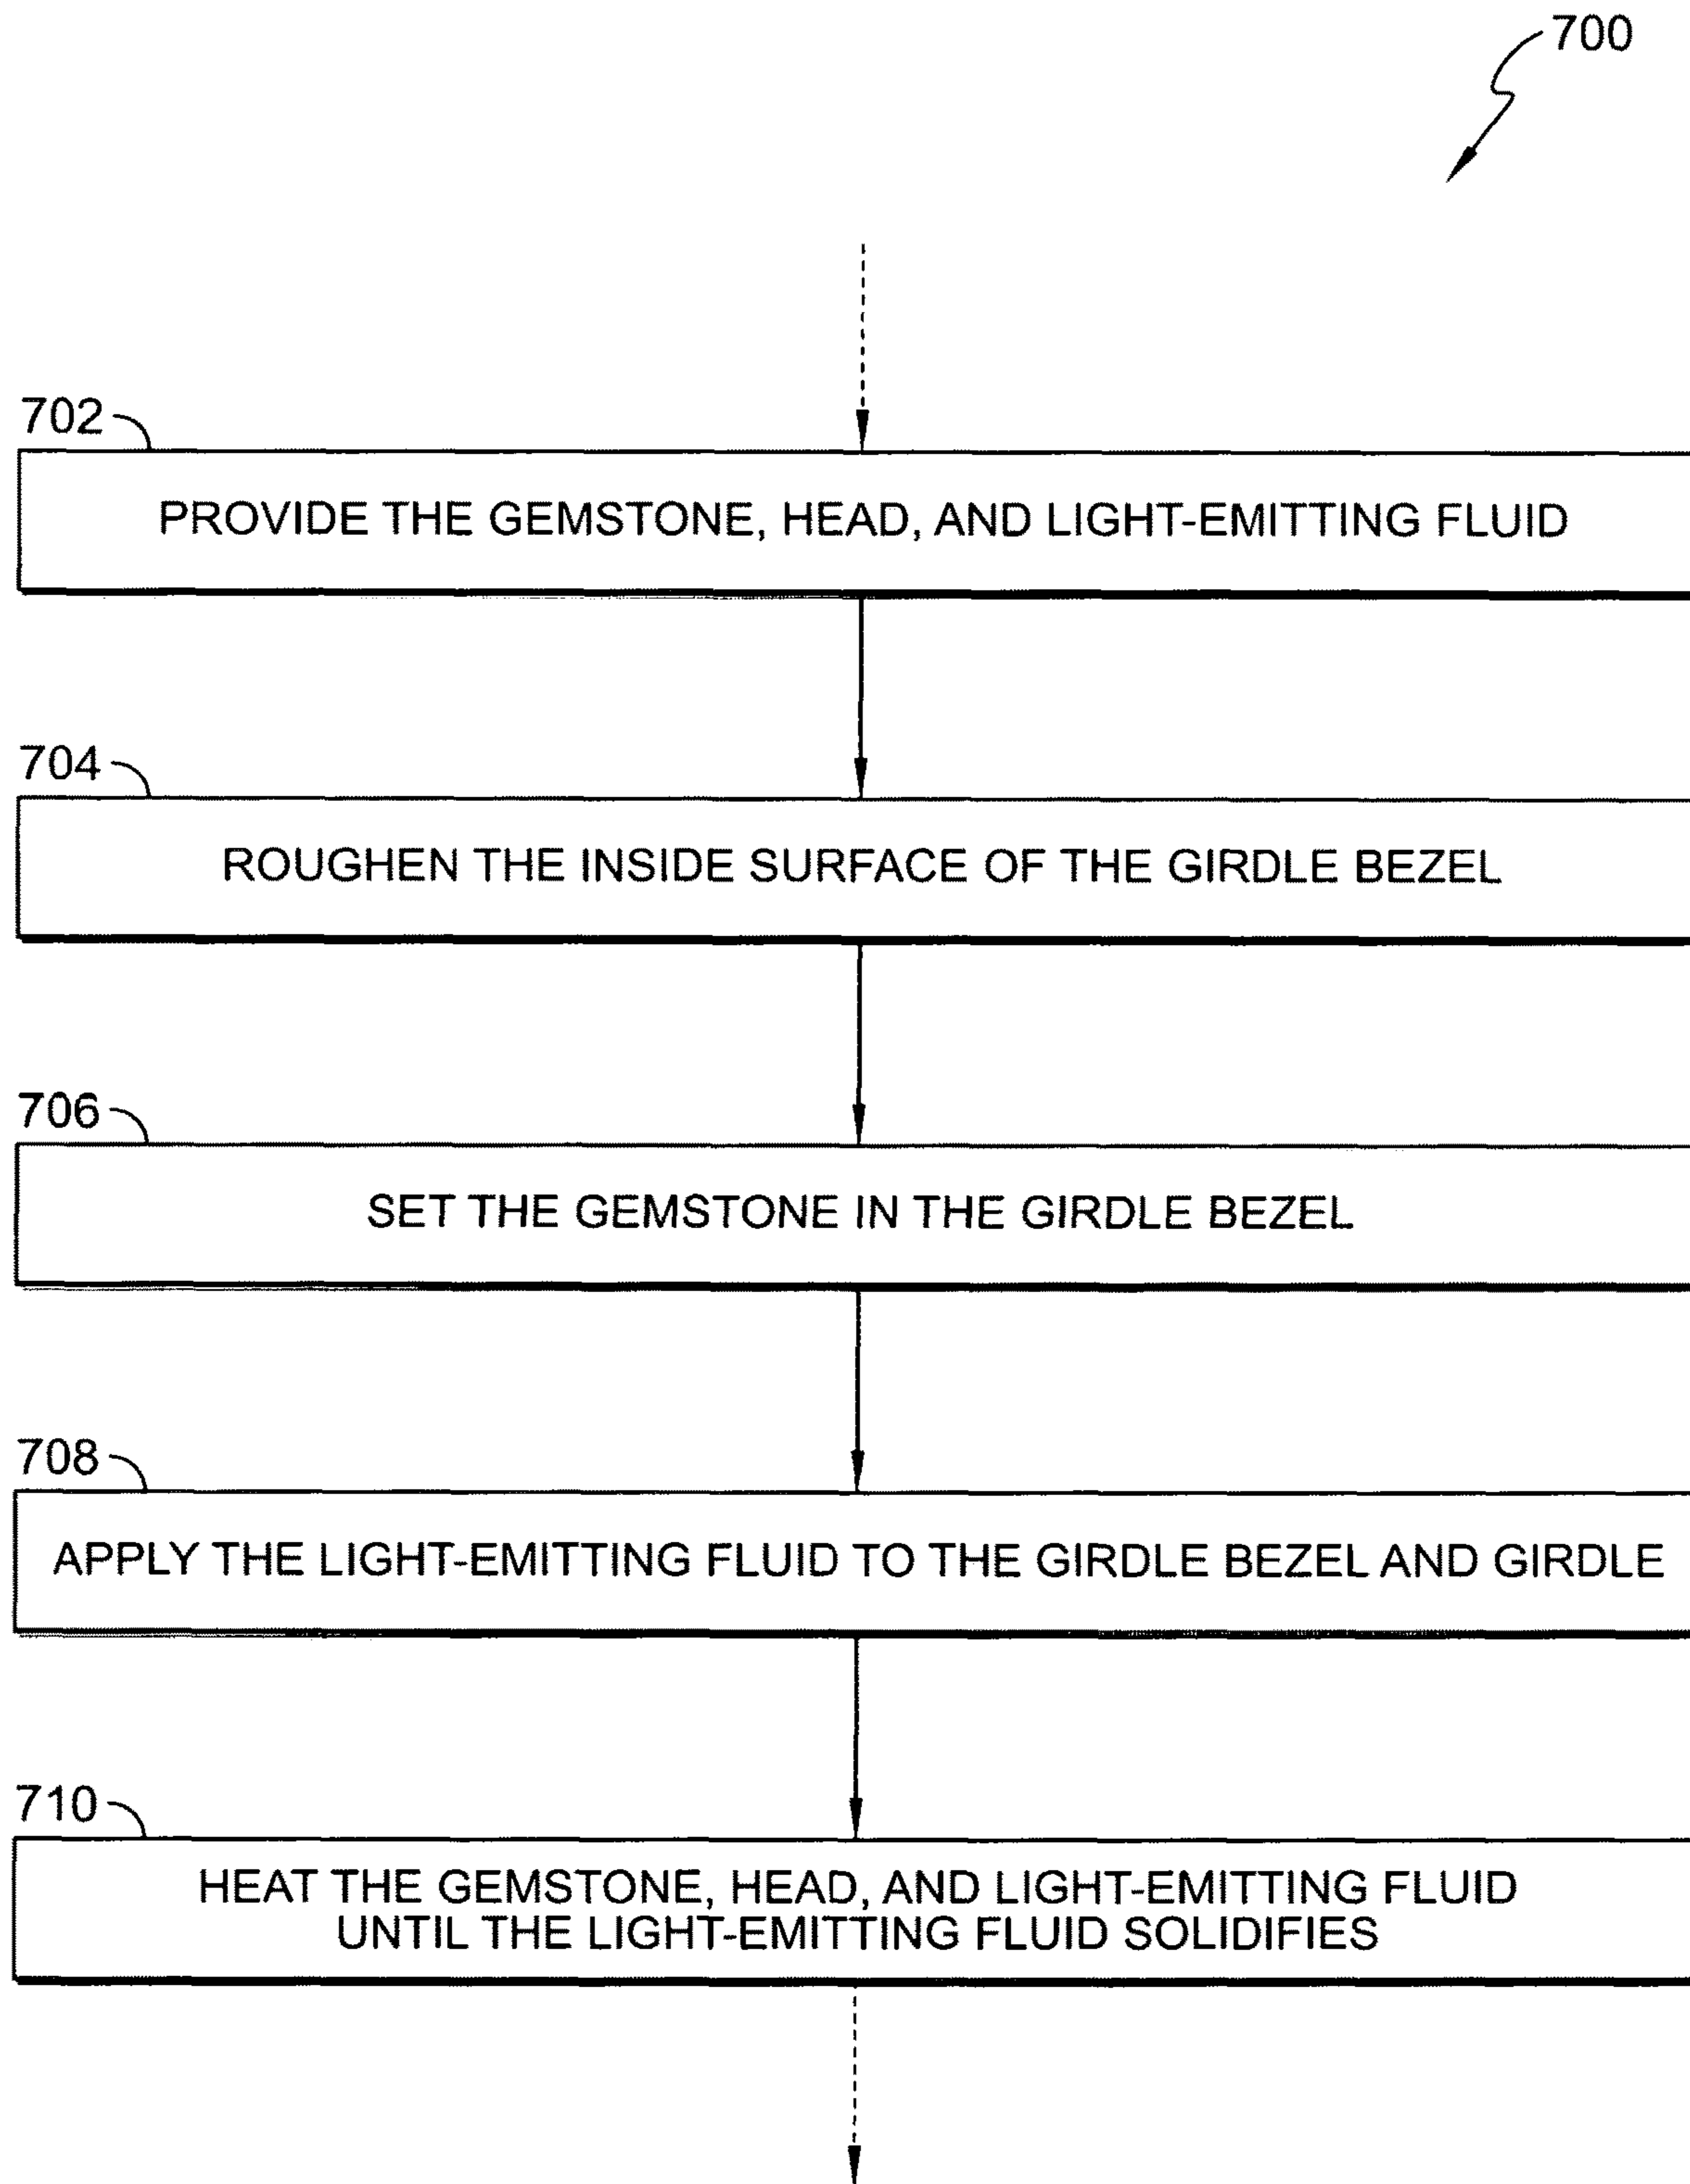 700
702
PROVIDE THE GEMSTONE, HEAD, AND LIGHT-EMITTING FLUID
704
ROUGHEN THE INSIDE SURFACE OF THE GIRDLE BEZEL
706
SET THE GEMSTONE IN THE GIRDLE BEZEL
708
APPLY THE LIGHT-EMITTING FLUID TO THE GIRDLE BEZEL AND GIRDLE
710
HEAT THE GEMSTONE, HEAD, AND LIGHT-EMITTING FLUID
UNTIL THE LIGHT-EMITTING FLUID SOLIDIFIES